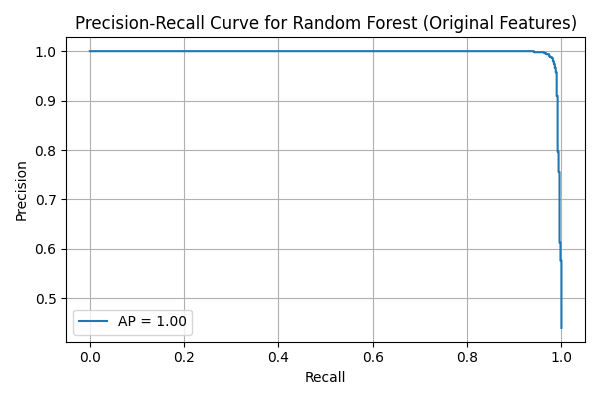 Precision-Recall Curve for Random Forest (Original Features)
1.0
0.9
0.8
0.7
0.6
0.5
Precision
AP = 1.00
0.0 0.2 0.4 0.6 0.8 1.0
Recall